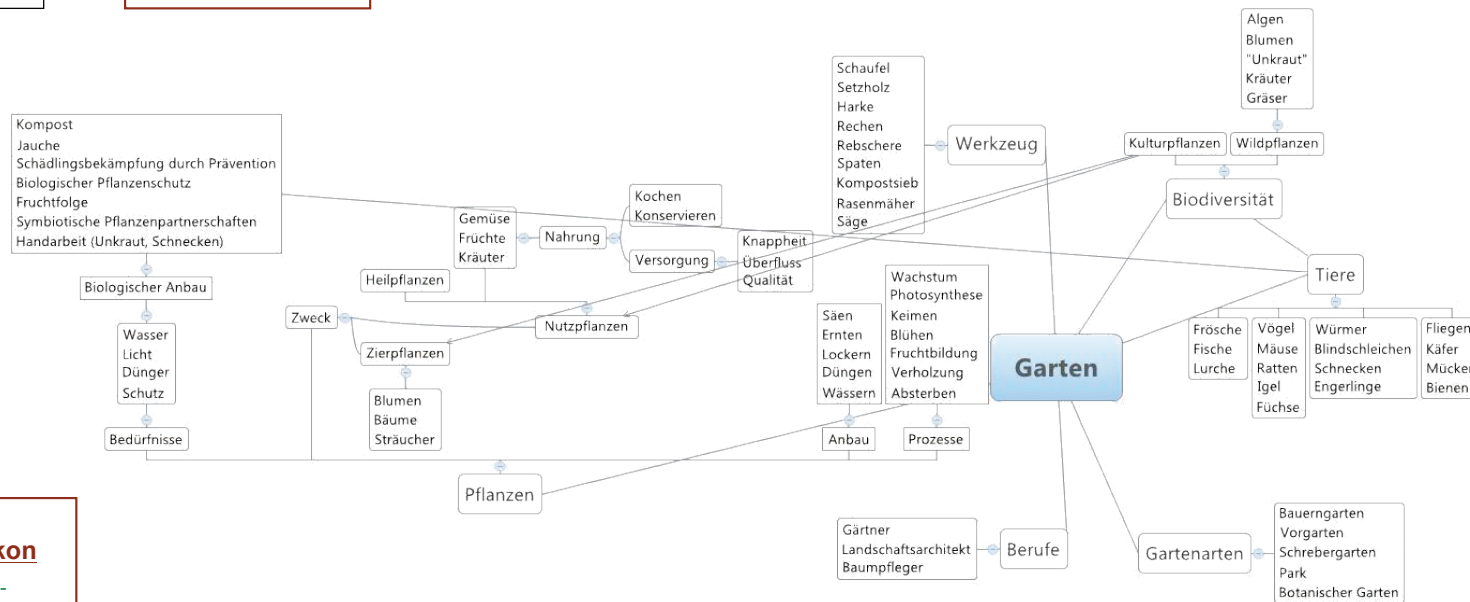 Algen
Blumen
"Unkraut"
Kräuter
Gräser
Kulturpflanzen
Wildpflanzen
Biodiversität
Schaufel
Setzholz
Harke
Rechen
Rebschere
Spaten
Kompostsieb
Rasenmäher
Säge
Werkzeug
Kompost
Jauche
Schädlingsbekämpfung durch Prävention
Biologischer Pflanzenschutz
Fruchtfolge
Symbiotische Pflanzenpartnerschaften
Handarbeit (Unkraut, Schnecken)
Biologischer Anbau
Wasser
Licht
Dünger
Schutz
Bedürfnisse
Kochen
Konservieren
Gemüse
Früchte
Kräuter
Nahrung
Versorgung
Knappheit
Überfluss
Qualität
Heilpflanzen
Zweck
Nutzpflanzen
Zierpflanzen
Blumen
Bäume
Sträucher
Säen
Ernten
Lockern
Düngen
Wässern
Anbau
Wachstum
Photosynthese
Keimen
Blühen
Fruchtbildung
Verholzung
Absterben
Prozesse
Pflanzen
Garten
Tiere
Frösche
Fische
Lurche
Vögel
Mäuse
Ratten
Igel
Füchse
Würmer
Blindschleichen
Schnecken
Engerlinge
Fliegen
Käfer
Mücken
Bienen
Gärtner
Landschaftsarchitekt
Baumpfleger
Berufe
Gartenarten
Bauerngarten
Vorgarten
Schrebergarten
Park
Botanischer Garten
kon
-